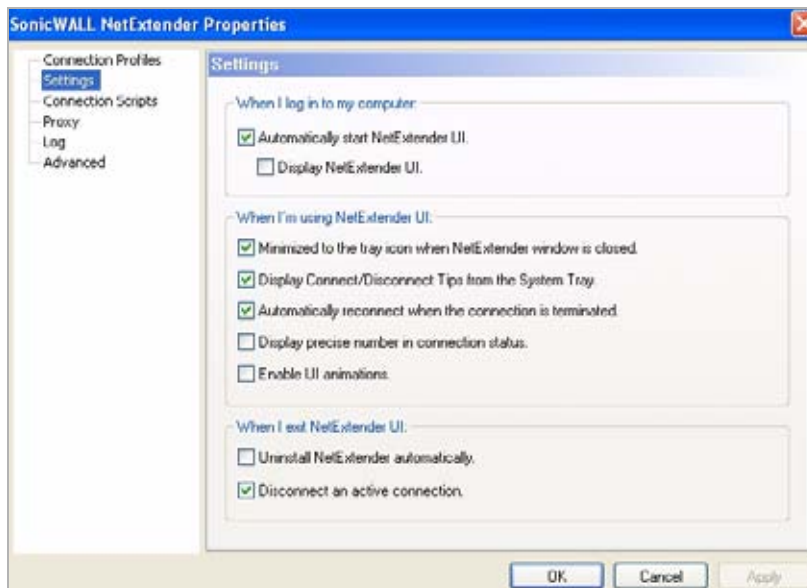 SonicWALL NetExtender Properties
Connection Profiles
Settings
Connection Scripts
Proxy
Log
Advanced
Settings
When I log in to my computer:
Automatically start NetExtender UI.
Display NetExtender UI.
When I'm using NetExtender UI:
Minimized to the tray icon when NetExtender window is closed.
Display Connect/Disconnect Tips from the System Tray.
Automatically reconnect when the connection is terminated.
Display precise number in connection status.
Enable UI animations.
When I exit NetExtender UI:
Uninstall NetExtender automatically.
Disconnect an active connection.
OK
Cancel
Apply